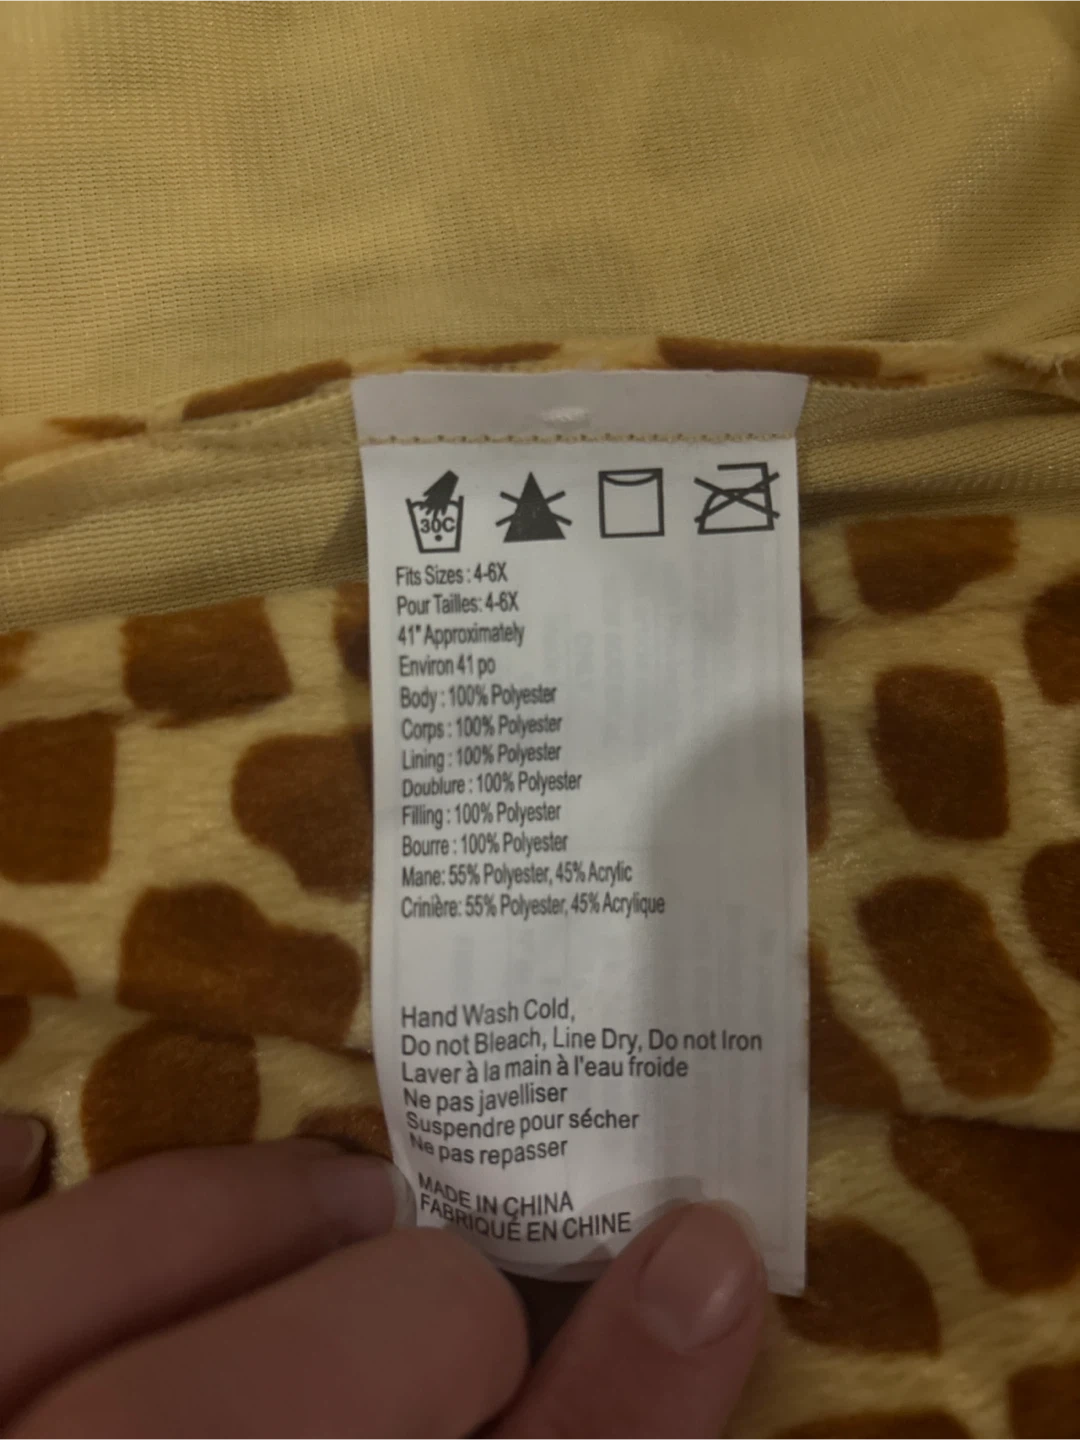 30C
Fits Sizes : 4-6X
Pour Tailles: 4-6X
41" Approximately
Environ 41 po
Body : 100% Polyester
Corps : 100% Polyester
Lining : 100% Polyester
Doublure : 100% Polyester
Filling : 100% Polyester
Bourre : 100% Polyester
Mane: 55% Polyester, 45% Acrylic
Crinière: 55% Polyester, 45% Acrylique
Hand Wash Cold,
Do not Bleach, Line Dry, Do not Iron
Laver à la main à l'eau froide
Ne pas javelliser
Suspendre pour sécher
Ne pas repasser
MADE IN CHINA
FABRIQUÉ EN CHINE